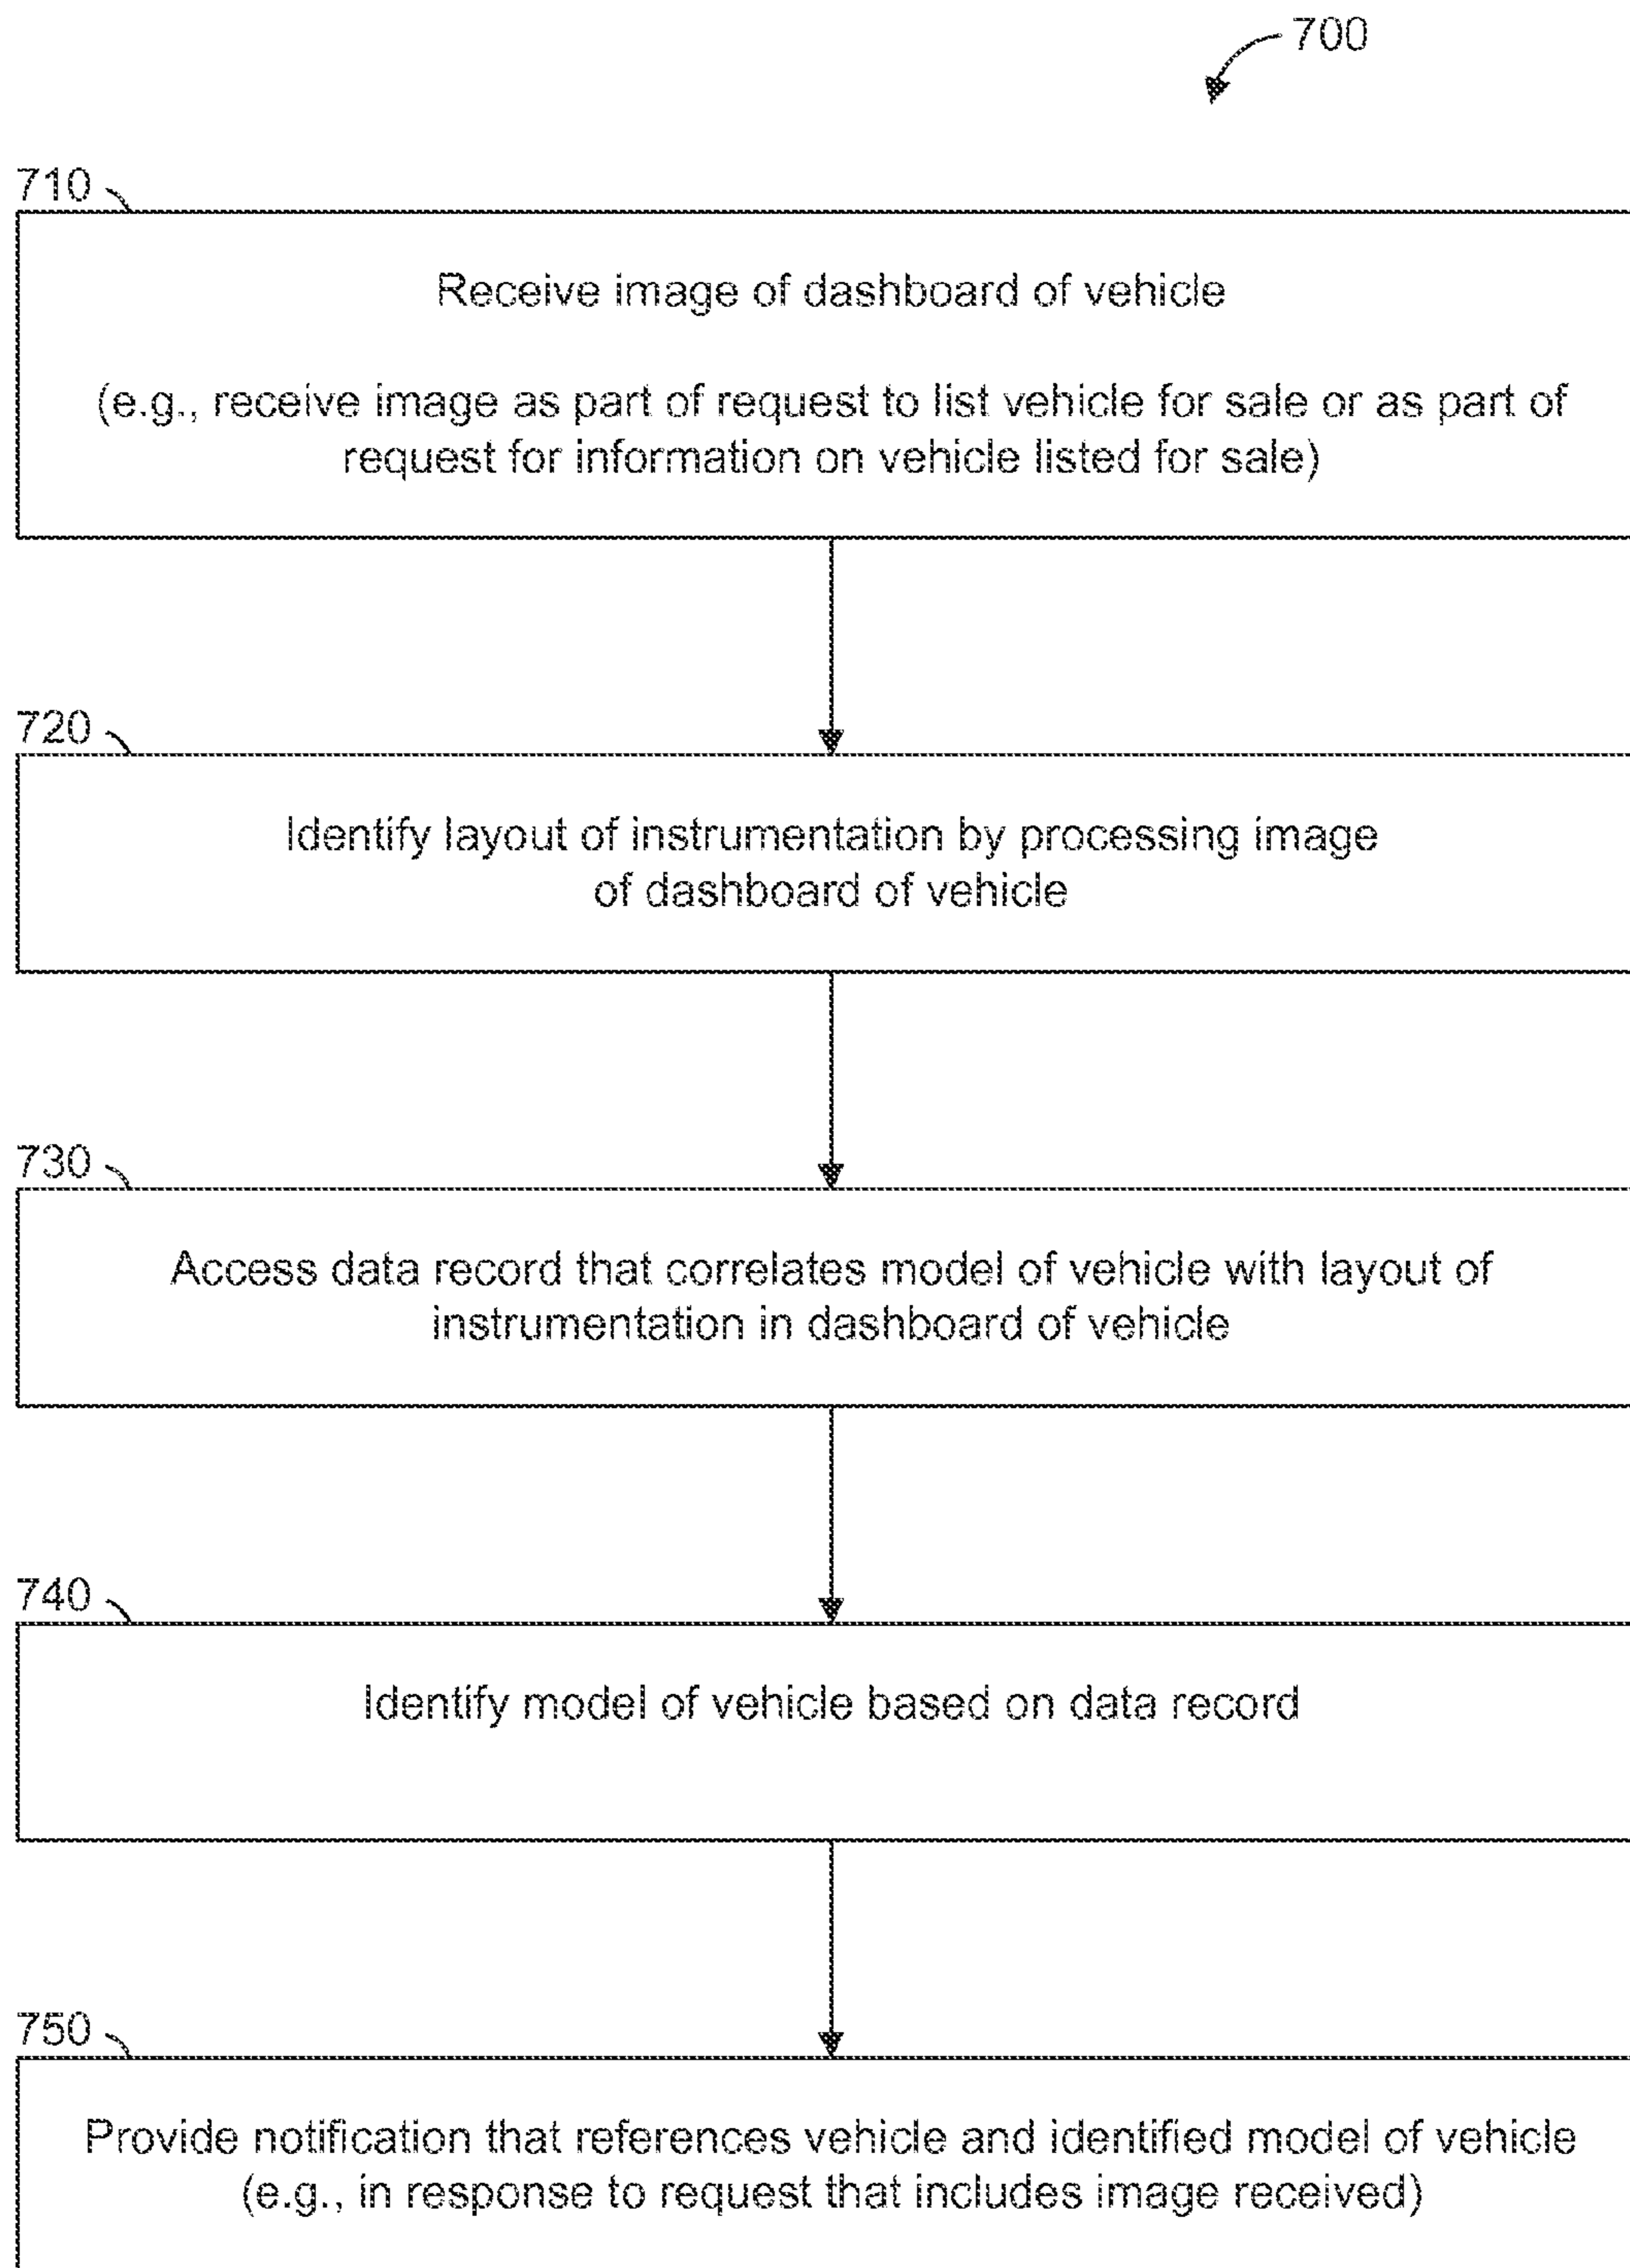 700
710
Receive image of dashboard of vehicle
(e.g., receive image as part of request to list vehicle for sale or as part of
request for information on vehicle listed for sale)
720
Identify layout of instrumentation by processing image
of dashboard of vehicle
730
Access data record that correlates model of vehicle with layout of
instrumentation in dashboard of vehicle
740
Identify model of vehicle based on data record
750
Provide notification that references vehicle and identified model of vehicle
(e.g., in response to request that includes image received)